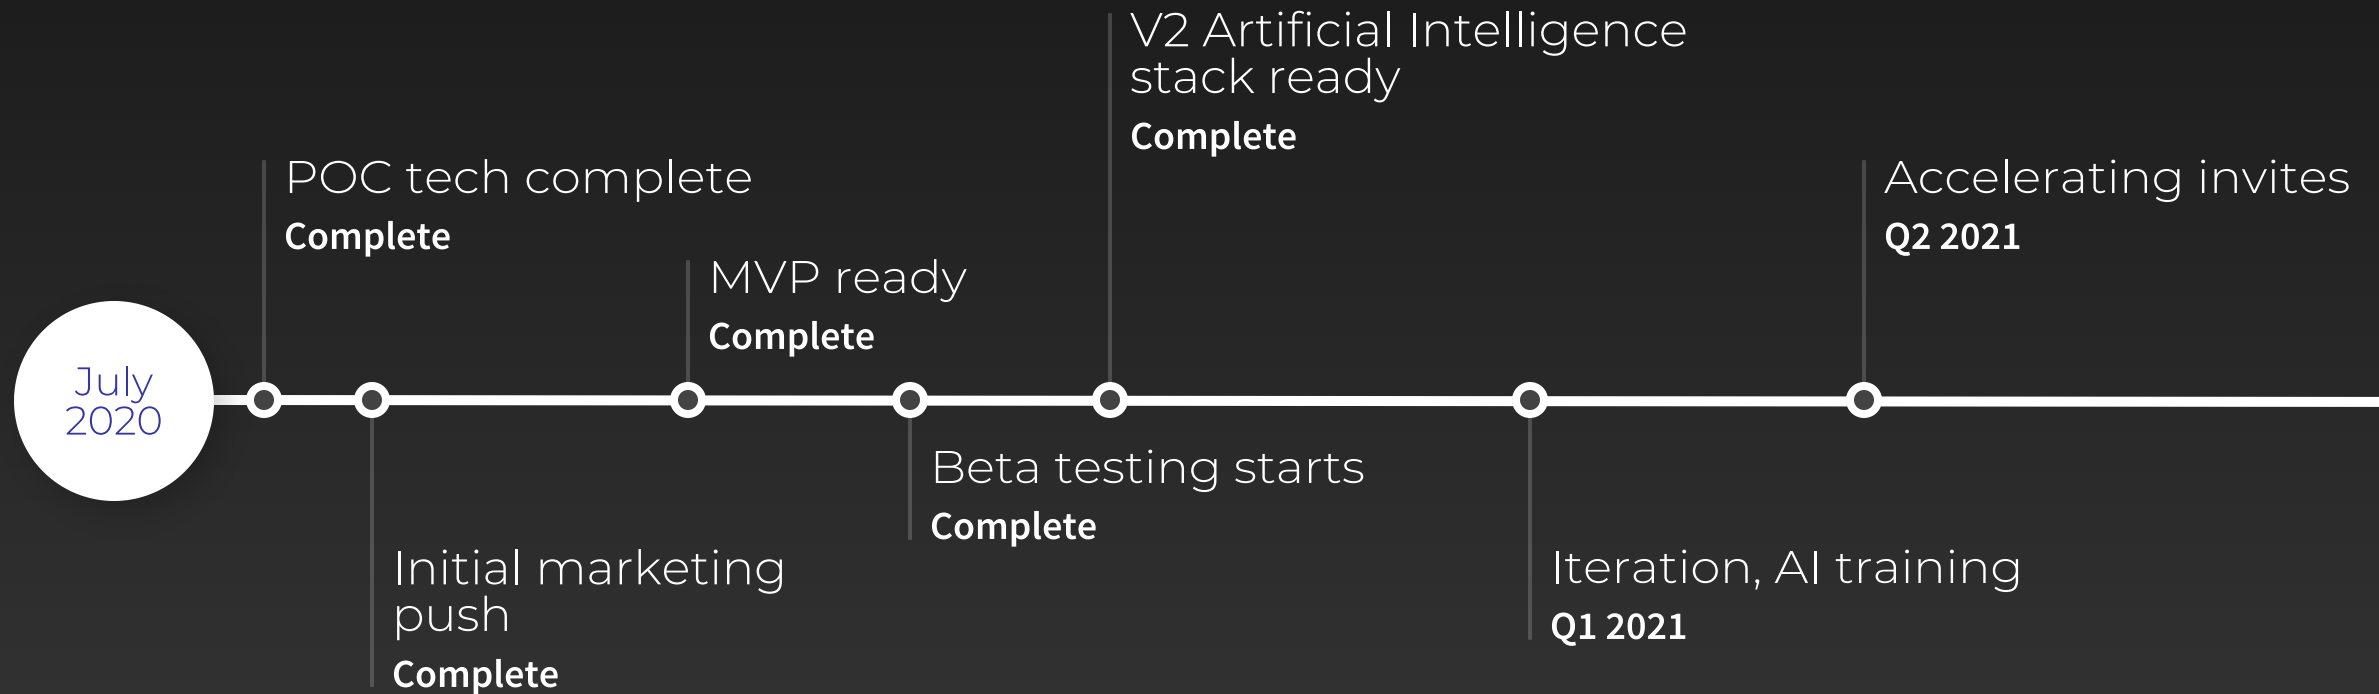 July
2020
POC tech complete
Complete
Initial marketing
push
Complete
MVP ready
Complete
Beta testing starts
Complete
V2 Artificial Intelligence
stack ready
Complete
Iteration, AI training
Q1 2021
Accelerating invites
Q2 2021